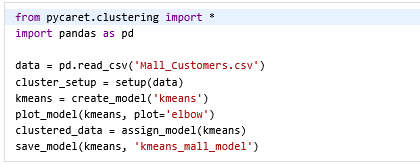 from pycaret.clustering import *
import pandas as pd
data = pd.read_csv('Mall_Customers.csv')
cluster_setup = setup(data)
kmeans = create_model('kmeans')
plot_model(kmeans, plot='elbow')
clustered_data = assign_model(kmeans)
save_model(kmeans, 'kmeans_mall_model')